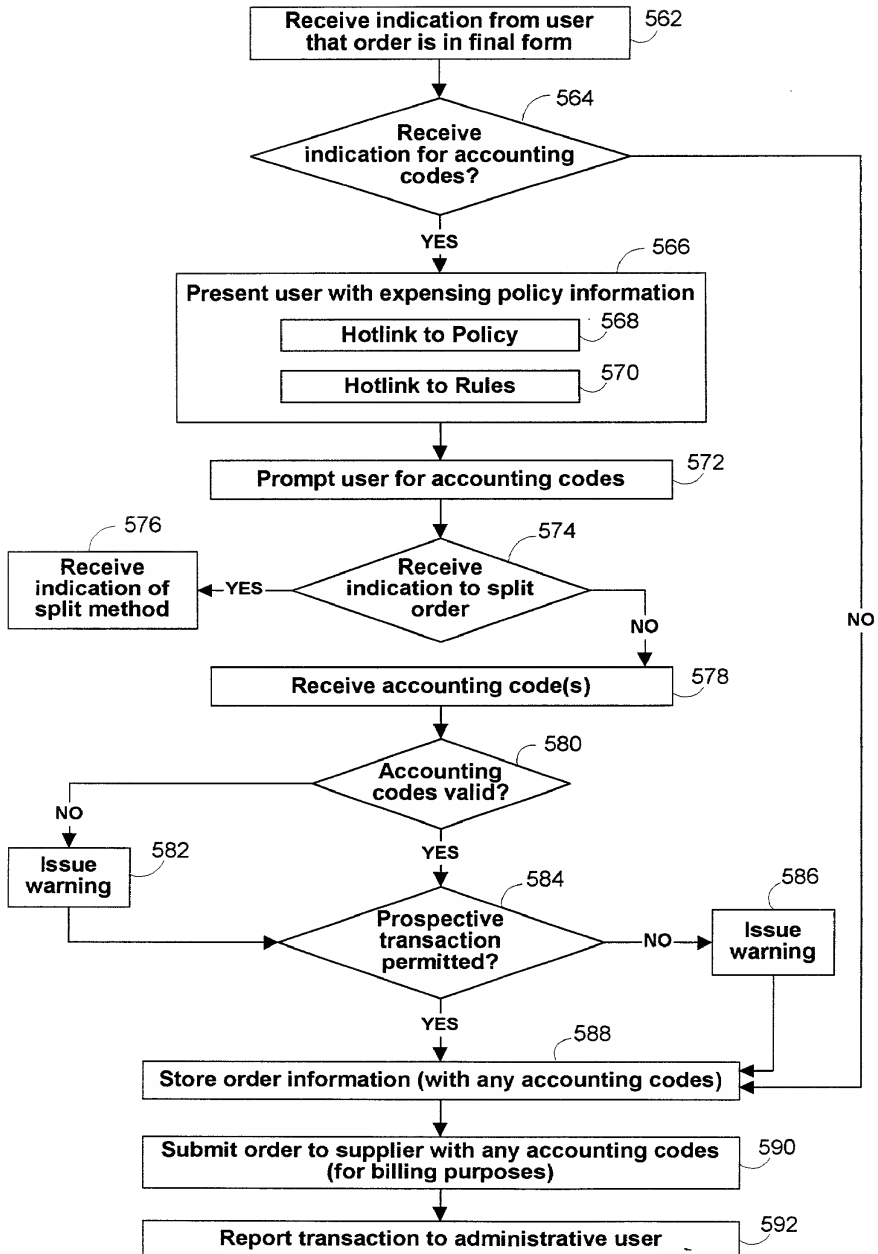 Receive indication from user
that order is in final form
562
564
Receive
indication for accounting
codes?
YES
566
Present user with expensing policy information
Hotlink to Policy
568
Hotlink to Rules
570
Prompt user for accounting codes
572
576
574
Receive
indication of
split method
YES
Receive
indication to split
order
NO
NO
Receive accounting code(s)
578
580
Accounting
codes valid?
NO
YES
Issue
warning
582
584
586
Prospective
transaction
permitted?
NO
Issue
warning
YES
588
Store order information (with any accounting codes)
Submit order to supplier with any accounting codes
(for billing purposes)
590
Report transaction to administrative user
592